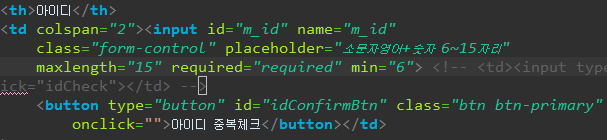 <th>아이디</th>
<td colspan="2"><input id="m_id" name="m_id"
class="form-control" placeholder="소문자영어+숫자 6~15자리"
maxlength="15" required="required" min="6"> <!-- <td><input type
ick="idCheck"></td> -->
<button type="button" id="idConfirmBtn" class="btn btn-primary"
onclick="">아이디 중복체크</button></td>